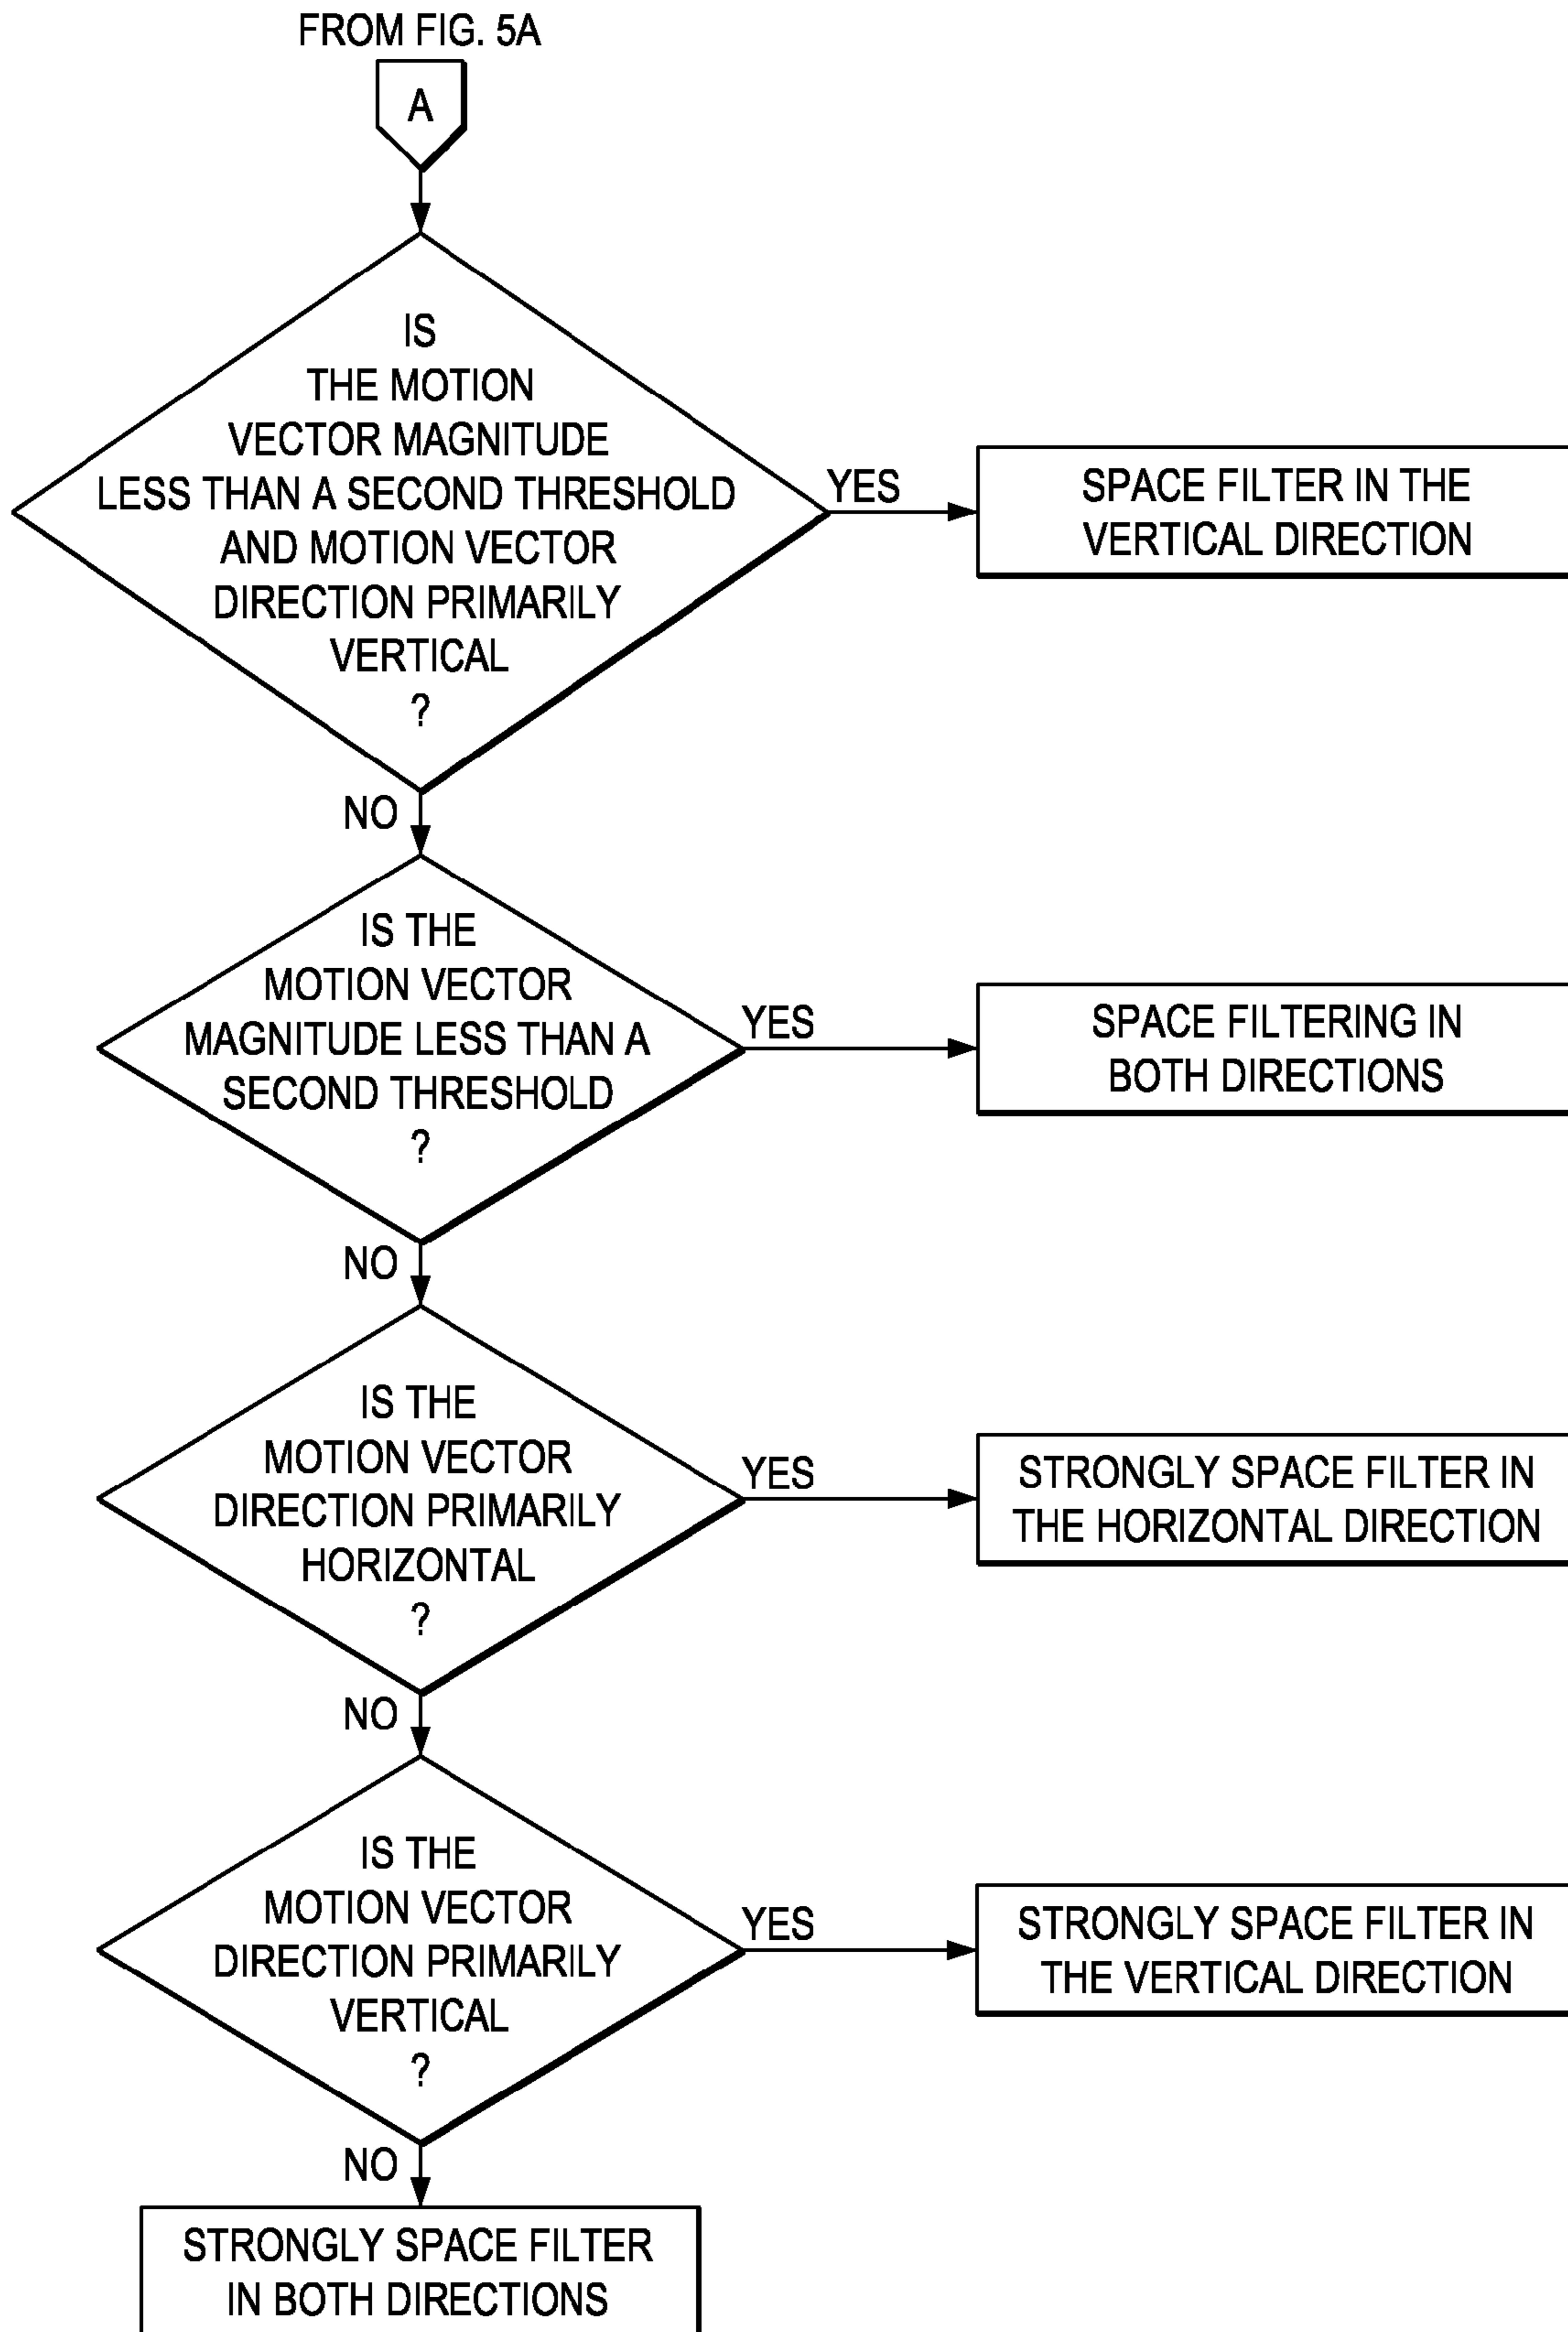 FROM FIG. 5A
A
IS
THE MOTION
VECTOR MAGNITUDE
LESS THAN A SECOND THRESHOLD
AND MOTION VECTOR
DIRECTION PRIMARILY
VERTICAL
?
YES
SPACE FILTER IN THE
VERTICAL DIRECTION
NO
IS THE
MOTION VECTOR
MAGNITUDE LESS THAN A
SECOND THRESHOLD
?
YES
SPACE FILTERING IN
BOTH DIRECTIONS
NO
IS THE
MOTION VECTOR
DIRECTION PRIMARILY
HORIZONTAL
?
YES
STRONGLY SPACE FILTER IN
THE HORIZONTAL DIRECTION
NO
IS THE
MOTION VECTOR
DIRECTION PRIMARILY
VERTICAL
?
YES
STRONGLY SPACE FILTER IN
THE VERTICAL DIRECTION
NO
STRONGLY SPACE FILTER
IN BOTH DIRECTIONS